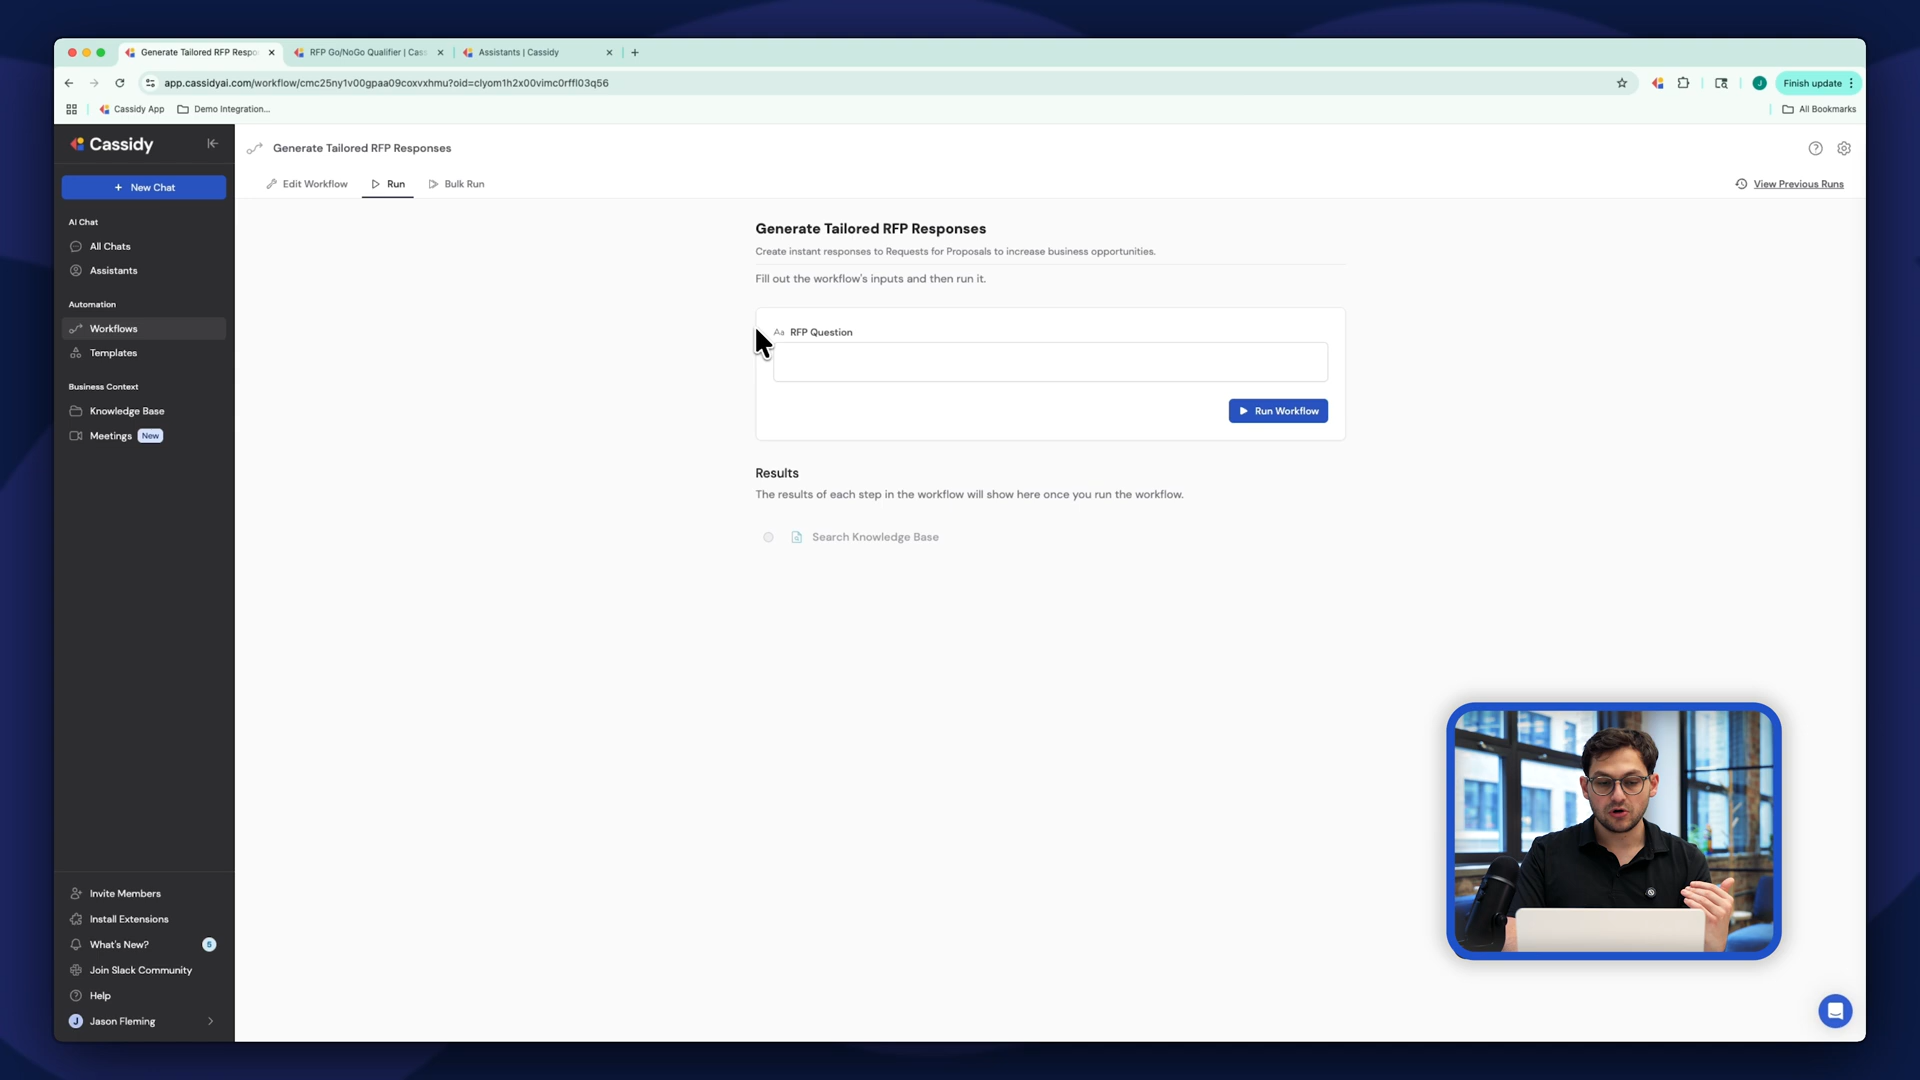 Generate Tailored RFP Respo
RFP Go/NoGo Qualifier | Cass
Assistants | Cassidy
app.cassidyai.com/workflow/cmc25ny1v00gpaa09coxvxhmu?oid=clyom1h2x00vimc0rffl03q56
J
Finish update
Cassidy App
Demo Integration...
All Bookmarks
Cassidy
+ New Chat
AI Chat
All Chats
Assistants
Automation
Workflows
Templates
Business Context
Knowledge Base
Meetings New
Invite Members
Install Extensions
What's New? 5
Join Slack Community
Help
J Jason Fleming
Generate Tailored RFP Responses
Edit Workflow
Run
Bulk Run
View Previous Runs
Generate Tailored RFP Responses
Create instant responses to Requests for Proposals to increase business opportunities.
Fill out the workflow's inputs and then run it.
Aa RFP Question
Run Workflow
Results
The results of each step in the workflow will show here once you run the workflow.
Search Knowledge Base